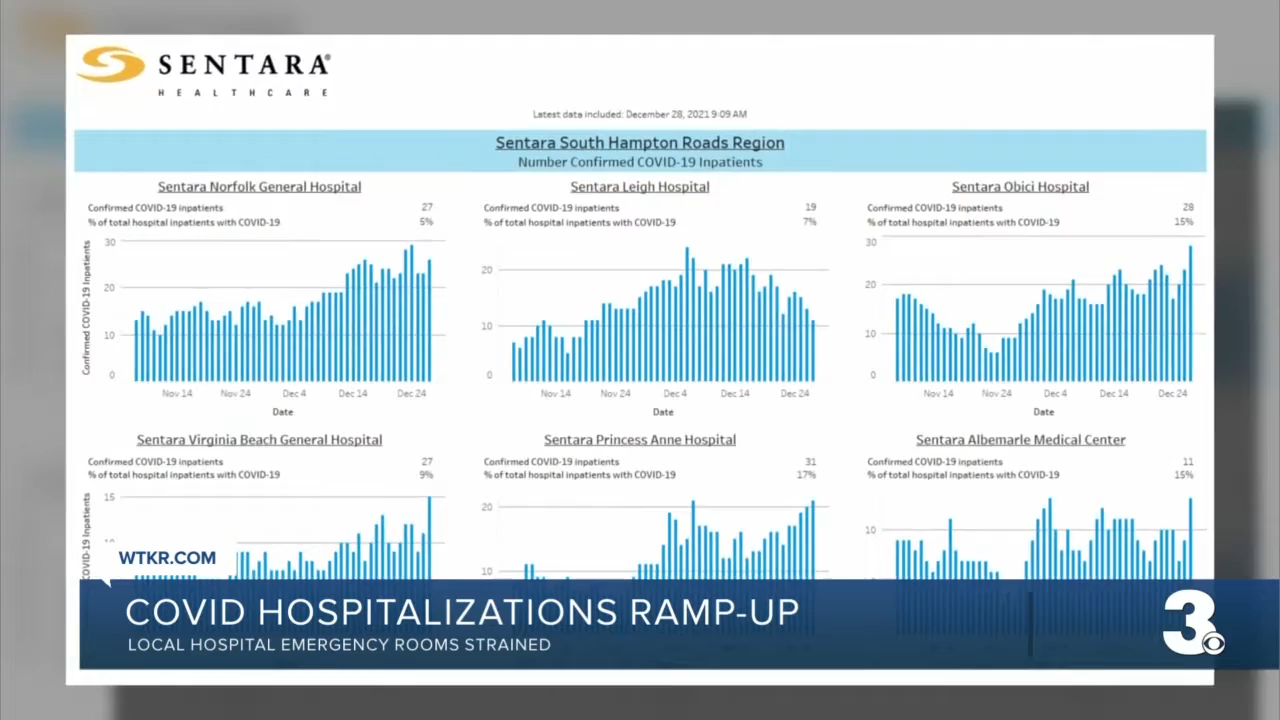 SENTARA®
HEALTHCARE
Latest data included: December 28, 2021 9:09 AM
Sentara South Hampton Roads Region
Number Confirmed COVID-19 Inpatients
Sentara Norfolk General Hospital
Confirmed COVID-19 inpatients 27
% of total hospital inpatients with COVID-19 5%
Confirmed COVID-19 Inpatients
30
20
10
0
Nov 14 Nov 24 Dec 4 Dec 14 Dec 24
Date
Sentara Leigh Hospital
Confirmed COVID-19 inpatients 19
% of total hospital inpatients with COVID-19 7%
20
10
0
Nov 14 Nov 24 Dec 4 Dec 14 Dec 24
Date
Sentara Obici Hospital
Confirmed COVID-19 inpatients 28
% of total hospital inpatients with COVID-19 15%
30
20
10
0
Nov 14 Nov 24 Dec 4 Dec 14 Dec 24
Date
Sentara Virginia Beach General Hospital
Confirmed COVID-19 inpatients 27
% of total hospital inpatients with COVID-19 9%
COVID-19 Inpatients
15
Sentara Princess Anne Hospital
Confirmed COVID-19 inpatients 31
% of total hospital inpatients with COVID-19 17%
20
10
Sentara Albemarle Medical Center
Confirmed COVID-19 inpatients 11
% of total hospital inpatients with COVID-19 15%
10
WTKR.COM
COVID HOSPITALIZATIONS RAMP-UP
LOCAL HOSPITAL EMERGENCY ROOMS STRAINED
3